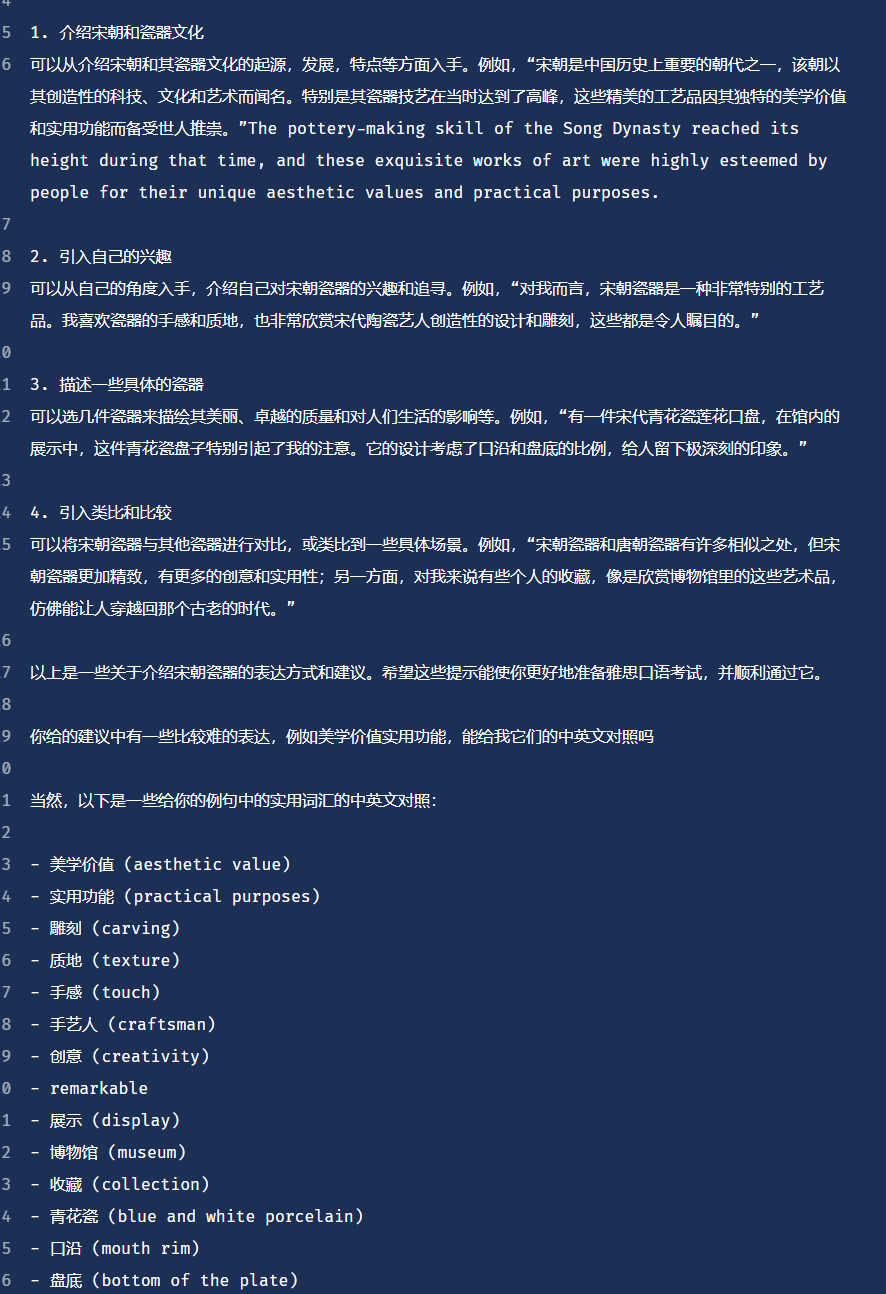 4
5 1. 介绍宋朝和瓷器文化
6 可以从介绍宋朝和其瓷器文化的起源，发展，特点等方面入手。例如，“宋朝是中国历史上重要的朝代之一，该朝以
其创造性的科技、文化和艺术而闻名。特别是其瓷器技艺在当时达到了高峰，这些精美的工艺品因其独特的美学价值
和实用功能而备受世人推崇。”The pottery-making skill of the Song Dynasty reached its
height during that time, and these exquisite works of art were highly esteemed by
people for their unique aesthetic values and practical purposes.
7
8 2. 引入自己的兴趣
9 可以从自己的角度入手，介绍自己对宋朝瓷器的兴趣和追寻。例如，“对我而言，宋朝瓷器是一种非常特别的工艺
品。我喜欢瓷器的手感和质地，也非常欣赏宋代陶瓷艺人创造性的设计和雕刻，这些都是令人瞩目的。”
0
1 3. 描述一些具体的瓷器
2 可以选几件瓷器来描绘其美丽、卓越的质量和对人们生活的影响等。例如，“有一件宋代青花瓷莲花口盘，在馆内的
展示中，这件青花瓷盘子特别引起了我的注意。它的设计考虑了口沿和盘底的比例，给人留下极深刻的印象。”
3
4 4. 引入类比和比较
5 可以将宋朝瓷器与其他瓷器进行对比，或类比到一些具体场景。例如，“宋朝瓷器和唐朝瓷器有许多相似之处，但宋
朝瓷器更加精致，有更多的创意和实用性；另一方面，对我来说有些个人的收藏，像是欣赏博物馆里的这些艺术品，
仿佛能让人穿越回那个古老的时代。”
6
7 以上是一些关于介绍宋朝瓷器的表达方式和建议。希望这些提示能使你更好地准备雅思口语考试，并顺利通过它。
8
9 你给的建议中有一些比较难的表达，例如美学价值实用功能，能给我它们的中英文对照吗
0
1 当然，以下是一些给你的例句中的实用词汇的中英文对照：
2
3 - 美学价值 (aesthetic value)
4 - 实用功能 (practical purposes)
5 - 雕刻 (carving)
6 - 质地 (texture)
7 - 手感 (touch)
8 - 手艺人 (craftsman)
9 - 创意 (creativity)
0 - remarkable
1 - 展示 (display)
2 - 博物馆 (museum)
3 - 收藏 (collection)
4 - 青花瓷 (blue and white porcelain)
5 - 口沿 (mouth rim)
6 - 盘底 (bottom of the plate)